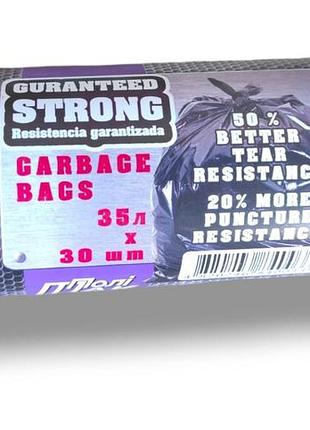 GURANTEED
STRONG
Resistencia garantizada
GARBAGE
BAGS
35л
x
30 шт
50 %
BETTER
TEAR
RESISTANC
20% MORE
PUNCTURE
RESISTANC